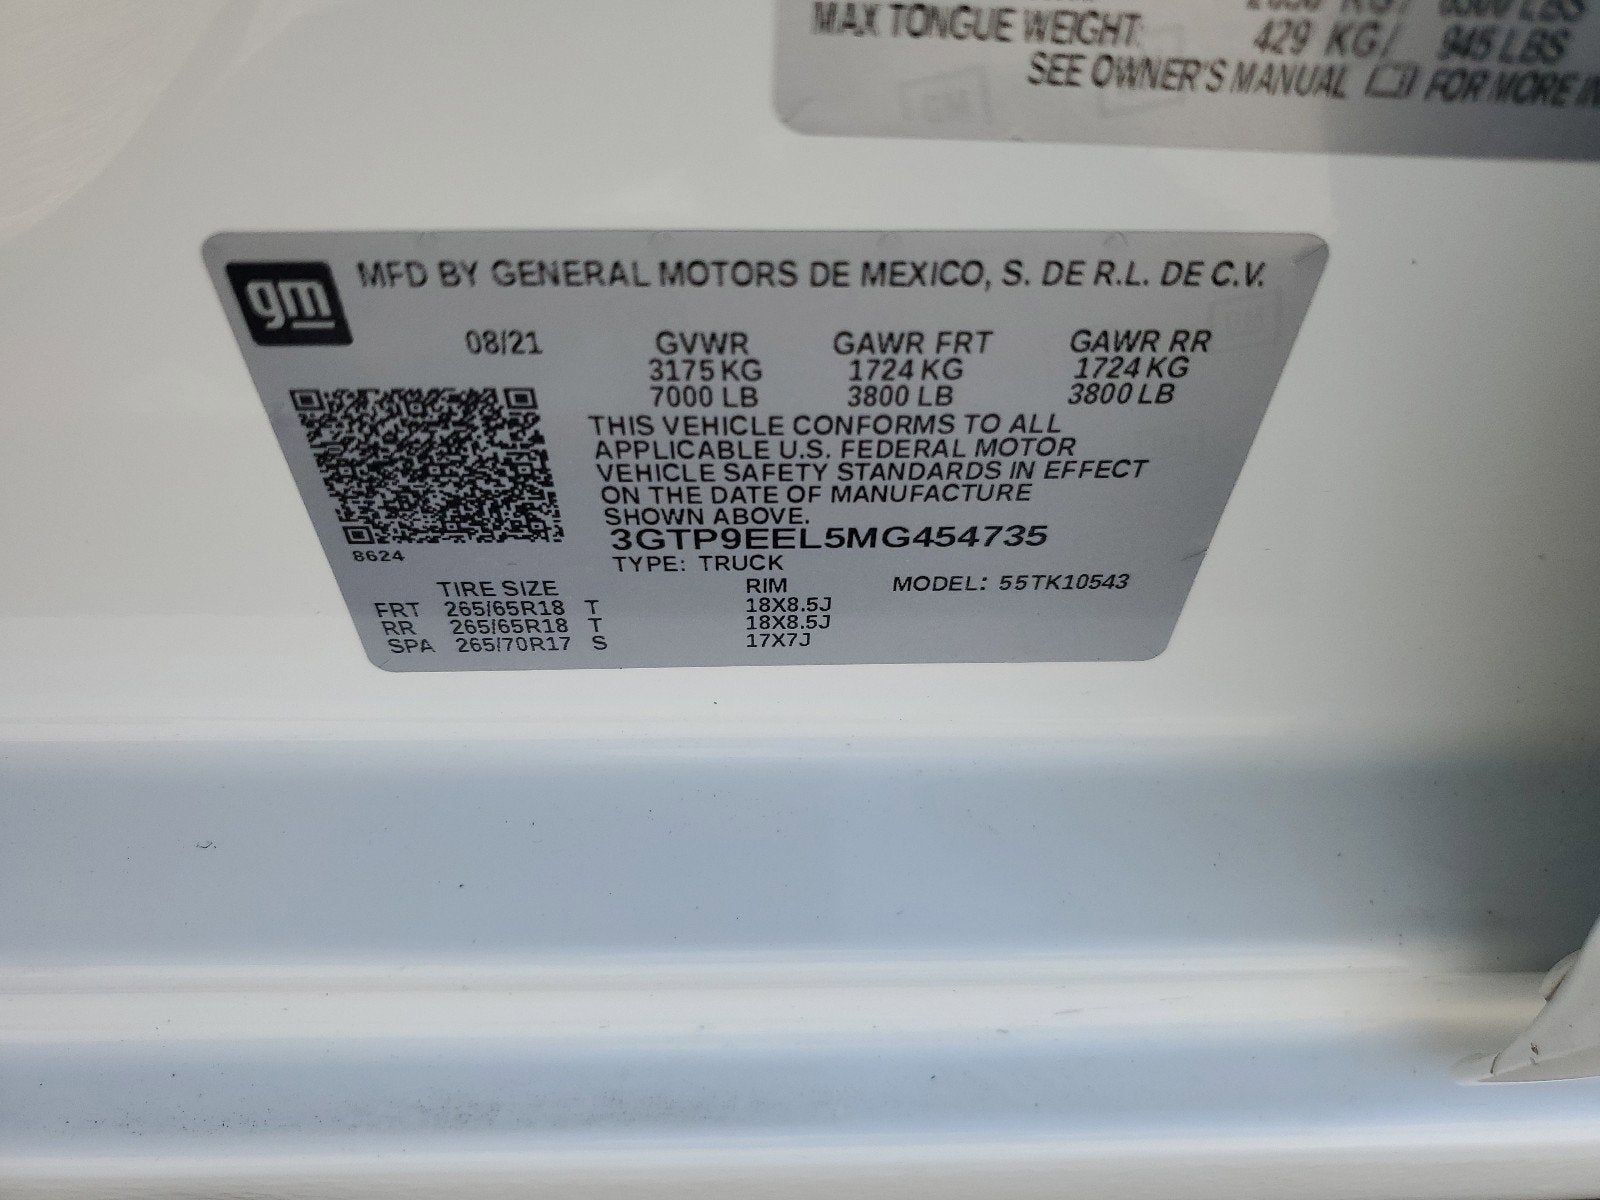 MAX TONGUE WEIGHT: 429 KG/ 945 LBS
SEE OWNER'S MANUAL FOR MORE
gm
MFD BY GENERAL MOTORS DE MEXICO, S. DE R.L. DE C.V.
08/21 GVWR GAWR FRT GAWR RR
3175 KG 1724 KG 1724 KG
7000 LB 3800 LB 3800 LB
THIS VEHICLE CONFORMS TO ALL
APPLICABLE U.S. FEDERAL MOTOR
VEHICLE SAFETY STANDARDS IN EFFECT
ON THE DATE OF MANUFACTURE
SHOWN ABOVE.
3GTP9EEL5MG454735
8624
TYPE: TRUCK
TIRE SIZE RIM MODEL: 55TK10543
FRT 265/65R18 T 18X8.5J
RR 265/65R18 T 18X8.5J
SPA 265/70R17 S 17X7J